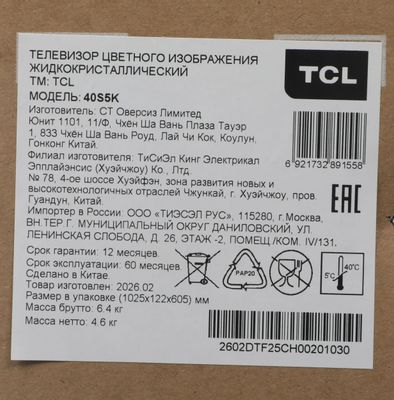 ТЕЛЕВИЗОР ЦВЕТНОГО ИЗОБРАЖЕНИЯ
ЖИДКОКРИСТАЛЛИЧЕСКИЙ
ТМ: TCL
МОДЕЛЬ: 40S5K
TCL
Изготовитель: СТ Оверсиз Лимитед
Юнит 1101, 11/Ф, Чхён Ша Вань Плаза Тауэр
1, 833 Чхён Ша Вань Роуд, Лай Чи Кок, Коулун,
Гонконг Китай.
6 921732 891558
Филиал изготовителя: ТиСиЭл Кинг Электрикал
Эпплайэнсис (Хуэйчжоу) Ко., Лтд.
№ 78, 4-ое шоссе Хуэйфэн, зона развития новых и
высокотехнологичных отраслей Чжункай, г. Хуэйчжоу, пров.
Гуандун, Китай.
EAC
Импортер в России: ООО «ТИЭСЭЛ РУС», 115280, г. Москва,
ВН.ТЕР.Г. МУНИЦИПАЛЬНЫЙ ОКРУГ ДАНИЛОВСКИЙ, УЛ.
ЛЕНИНСКАЯ СЛОБОДА, Д. 26, ЭТАЖ -2, ПОМЕЩ./КОМ. IV/131.
Срок гарантии: 12 месяцев.
Срок эксплуатации: 60 месяцев.
Сделано в Китае.
Товар изготовлен: 2026.02
Размер в упаковке (1025x122x605) мм
Масса брутто: 6.4 кг
Масса нетто: 4.6 кг
PAP20
5℃
40℃
2602DTF25CH00201030